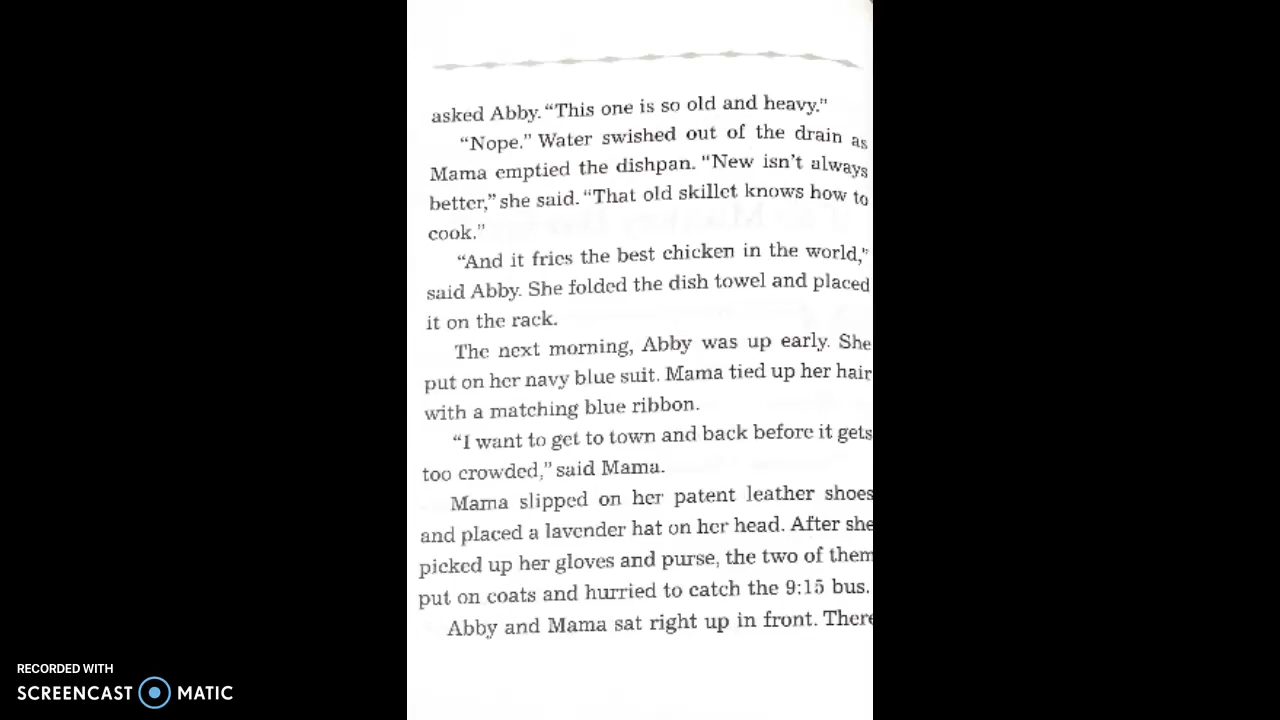 asked Abby. “This one is so old and heavy.”
“Nope.” Water swished out of the drain as
Mama emptied the dishpan. “New isn’t always
better,” she said. “That old skillet knows how to
cook.”
“And it fries the best chicken in the world,”
said Abby. She folded the dish towel and placed
it on the rack.
The next morning, Abby was up early. She
put on her navy blue suit. Mama tied up her hair
with a matching blue ribbon.
“I want to get to town and back before it gets
too crowded,” said Mama.
Mama slipped on her patent leather shoes
and placed a lavender hat on her head. After she
picked up her gloves and purse, the two of them
put on coats and hurried to catch the 9:15 bus.
Abby and Mama sat right up in front. There
RECORDED WITH
SCREENCAST MATIC